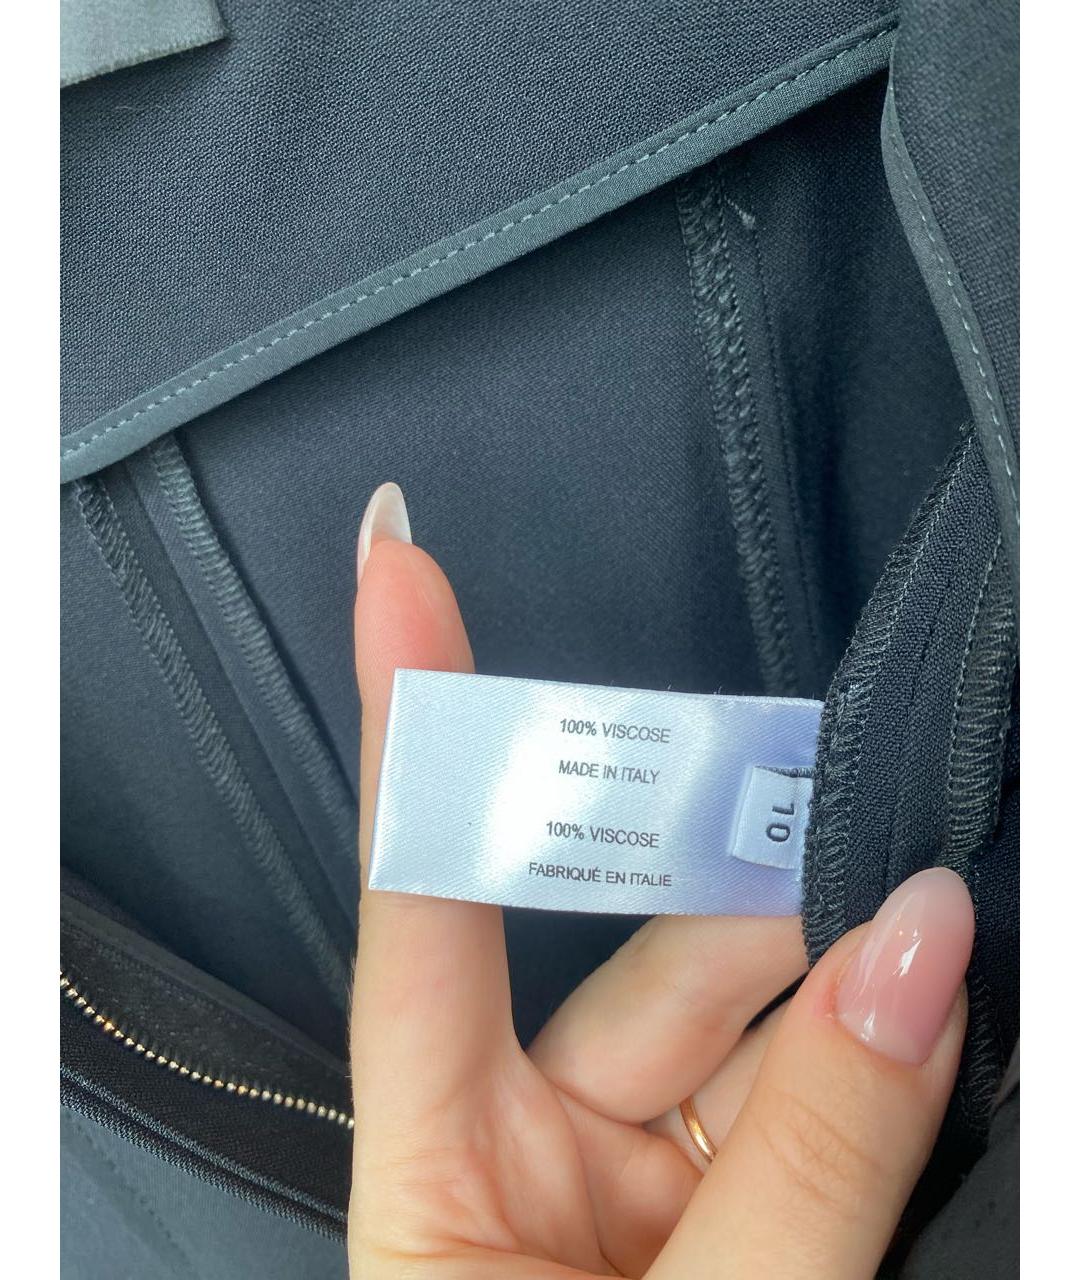 100% VISCOSE
MADE IN ITALY
100% VISCOSE
FABRIQUÉ EN ITALIE
10